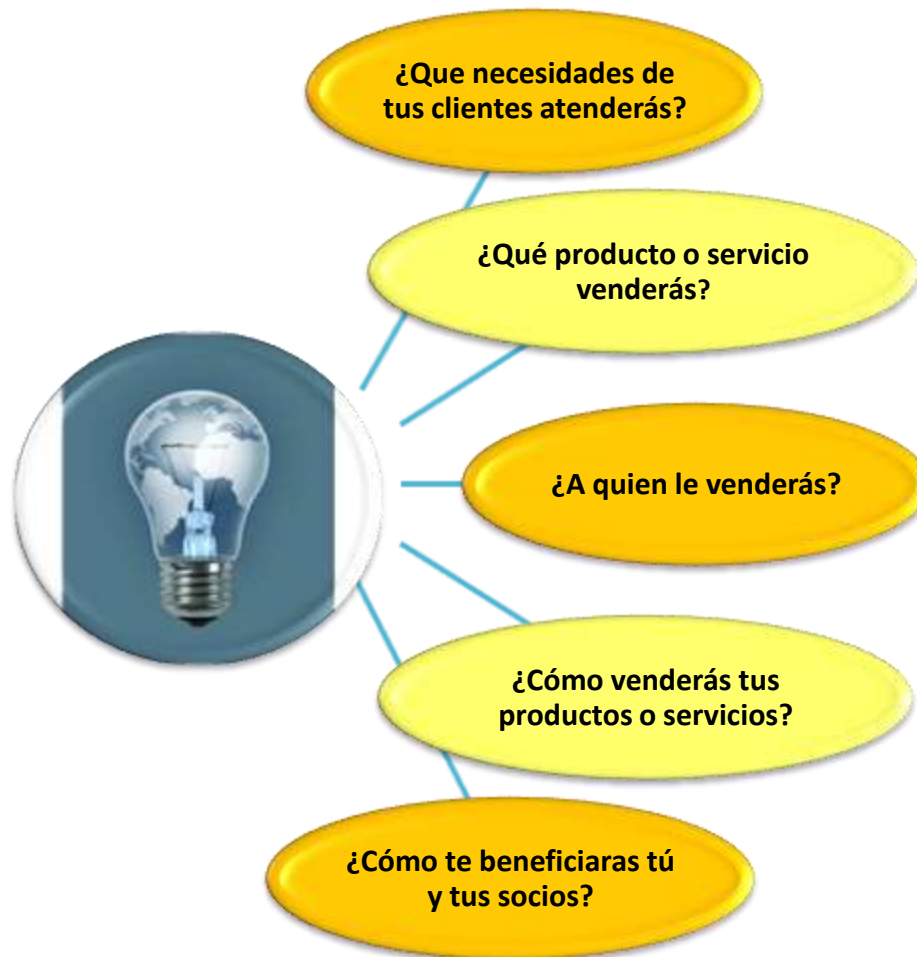 ¿Que necesidades de
tus clientes atenderás?
¿Qué producto o servicio
venderás?
¿A quien le venderás?
¿Cómo venderás tus
productos o servicios?
¿Cómo te beneficiaras tú
y tus socios?